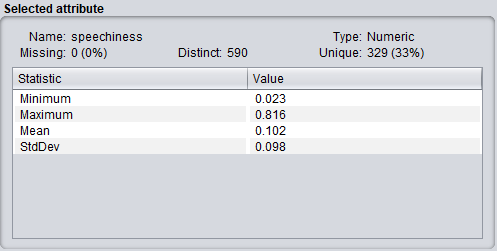 Selected attribute
Name: speechiness Type: Numeric
Missing: 0 (0%) Distinct: 590 Unique: 329 (33%)
Statistic Value
Minimum 0.023
Maximum 0.816
Mean 0.102
StdDev 0.098